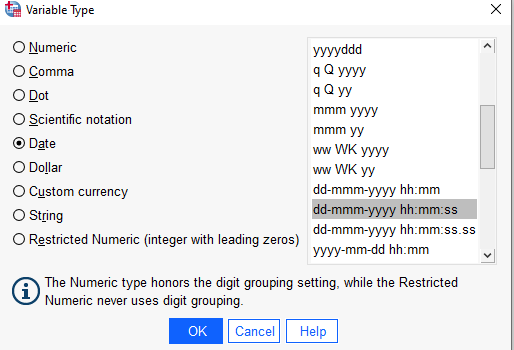 Variable Type
Numeric
Comma
Dot
Scientific notation
Date
Dollar
Custom currency
String
Restricted Numeric (integer with leading zeros)
yyyyddd
q Q yyyy
q Q yy
mmm yyyy
mmm yy
ww WK yyyy
ww WK yy
dd-mmm-yyyy hh:mm
dd-mmm-yyyy hh:mm:ss
dd-mmm-yyyy hh:mm:ss.ss
yyyy-mm-dd hh:mm
The Numeric type honors the digit grouping setting, while the Restricted
Numeric never uses digit grouping.
OK
Cancel
Help